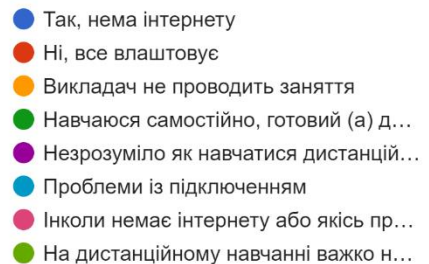 Так, нема інтернету
Ні, все влаштовує
Викладач не проводить заняття
Навчаюся самостійно, готовий (а) д...
Незрозуміло як навчатися дистанцій...
Проблеми із підключенням
Інколи немає інтернету або якісь пр...
На дистанційному навчанні важко н...